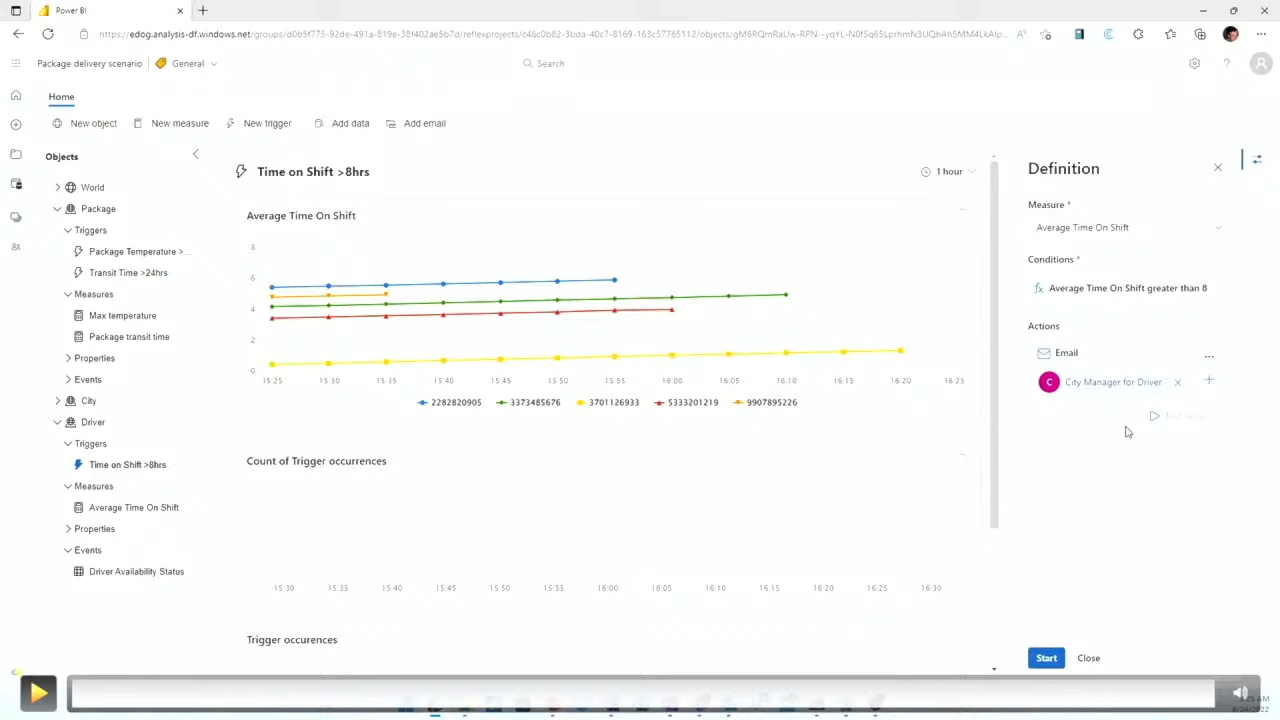 Power BI
Package delivery scenario
General
Search
Home
New object
New measure
New trigger
Add data
Add email
Objects
World
Package
Triggers
Package Temperature >...
Transit Time >24hrs
Measures
Max temperature
Package transit time
Properties
Events
City
Driver
Triggers
Time on Shift >8hrs
Measures
Average Time On Shift
Properties
Events
Driver Availability Status
Time on Shift >8hrs
1 hour
Average Time On Shift
8
6
4
2
0
15:25 15:30 15:35 15:40 15:45 15:50 15:55 16:00 16:05 16:10 16:15 16:20 16:25
2282820905 3373485676 3701126933 5333201219 9907895226
Count of Trigger occurrences
15:30 15:35 15:40 15:45 15:50 15:55 16:00 16:05 16:10 16:15 16:20 16:25 16:30
Trigger occurences
Definition
Measure *
Average Time On Shift
Conditions *
fx Average Time On Shift greater than 8
Actions
Email
...
C City Manager for Driver
Start
Close